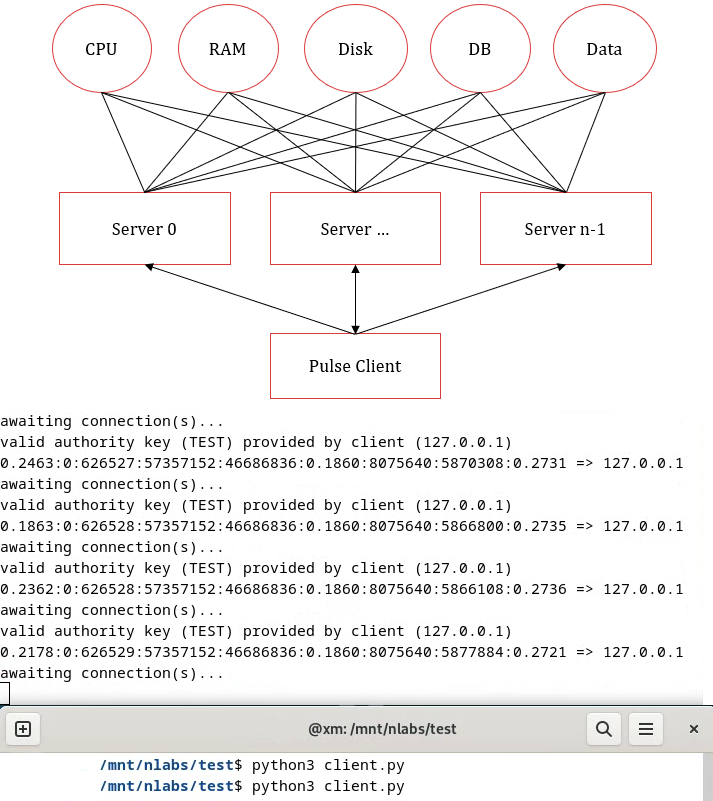 CPU RAM Disk DB Data
Server 0 Server ... Server n-1
Pulse Client
awaiting connection(s)...
valid authority key (TEST) provided by client (127.0.0.1)
0.2463:0:626527:57357152:46686836:0.1860:8075640:5870308:0.2731 => 127.0.0.1
awaiting connection(s)...
valid authority key (TEST) provided by client (127.0.0.1)
0.1863:0:626528:57357152:46686836:0.1860:8075640:5866800:0.2735 => 127.0.0.1
awaiting connection(s)...
valid authority key (TEST) provided by client (127.0.0.1)
0.2362:0:626528:57357152:46686836:0.1860:8075640:5866108:0.2736 => 127.0.0.1
awaiting connection(s)...
valid authority key (TEST) provided by client (127.0.0.1)
0.2178:0:626529:57357152:46686836:0.1860:8075640:5877884:0.2721 => 127.0.0.1
awaiting connection(s)...
@xm: /mnt/nlabs/test
/mnt/nlabs/test$ python3 client.py
/mnt/nlabs/test$ python3 client.py